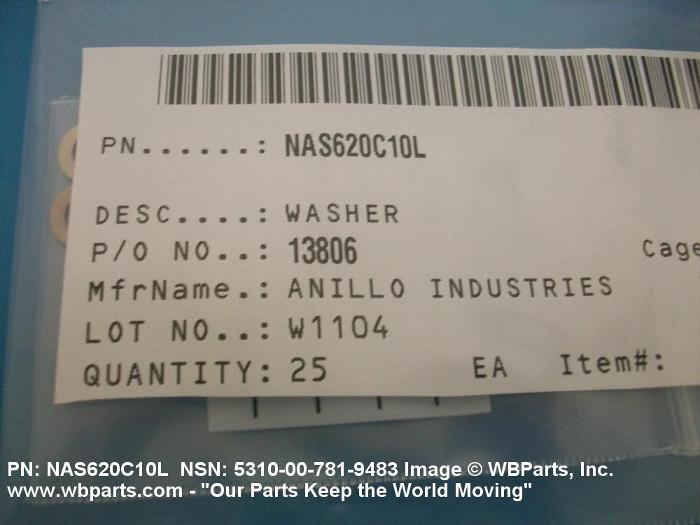 PN......: NAS620C10L
DESC....: WASHER
P/O NO..: 13806 Cage
MfrName.: ANILLO INDUSTRIES
LOT NO..: W1104
QUANTITY: 25 EA Item#:
PN: NAS620C10L NSN: 5310-00-781-9483 Image © WBParts, Inc.
www.wbparts.com - "Our Parts Keep the World Moving"